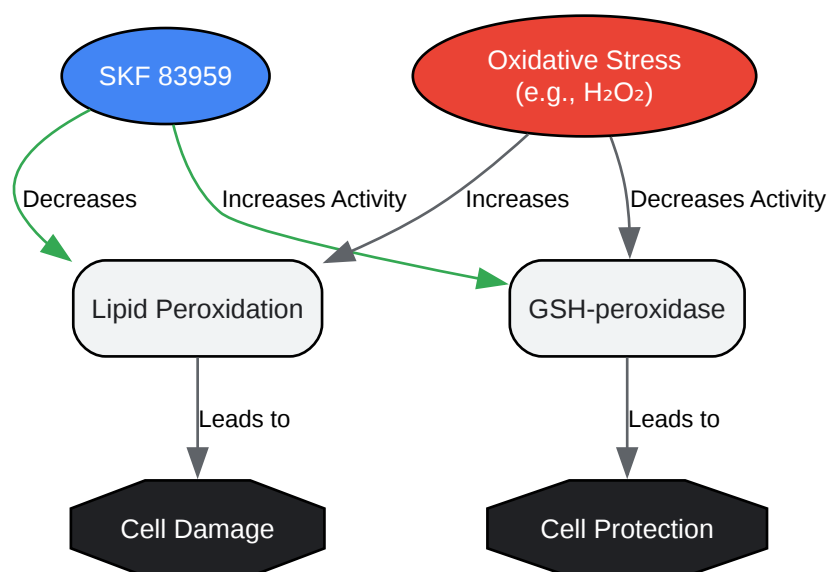 SKF 83959
Oxidative Stress
(e.g., H₂O₂)
Decreases
Increases Activity
Increases
Decreases Activity
Lipid Peroxidation
GSH-peroxidase
Leads to
Leads to
Cell Damage
Cell Protection